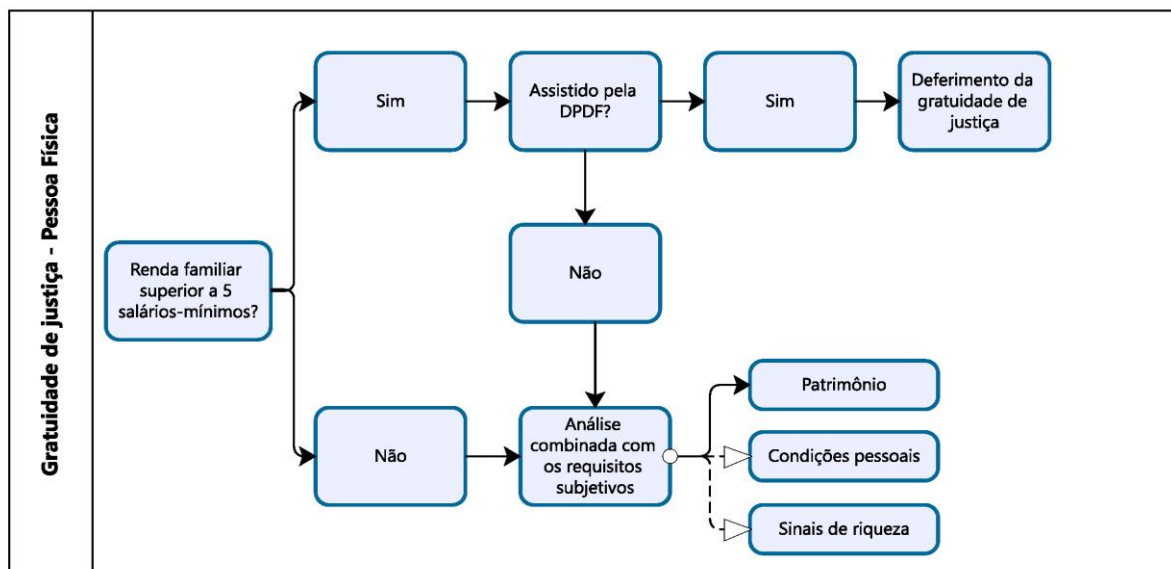 Gratuidade de justiça - Pessoa Física
Renda familiar
superior a 5
salários-mínimos?
Sim
Assistido pela
DPDF?
Sim
Deferimento da
gratuidade de
justiça
Não
Não
Análise
combinada com
os requisitos
subjetivos
Patrimônio
Condições pessoais
Sinais de riqueza